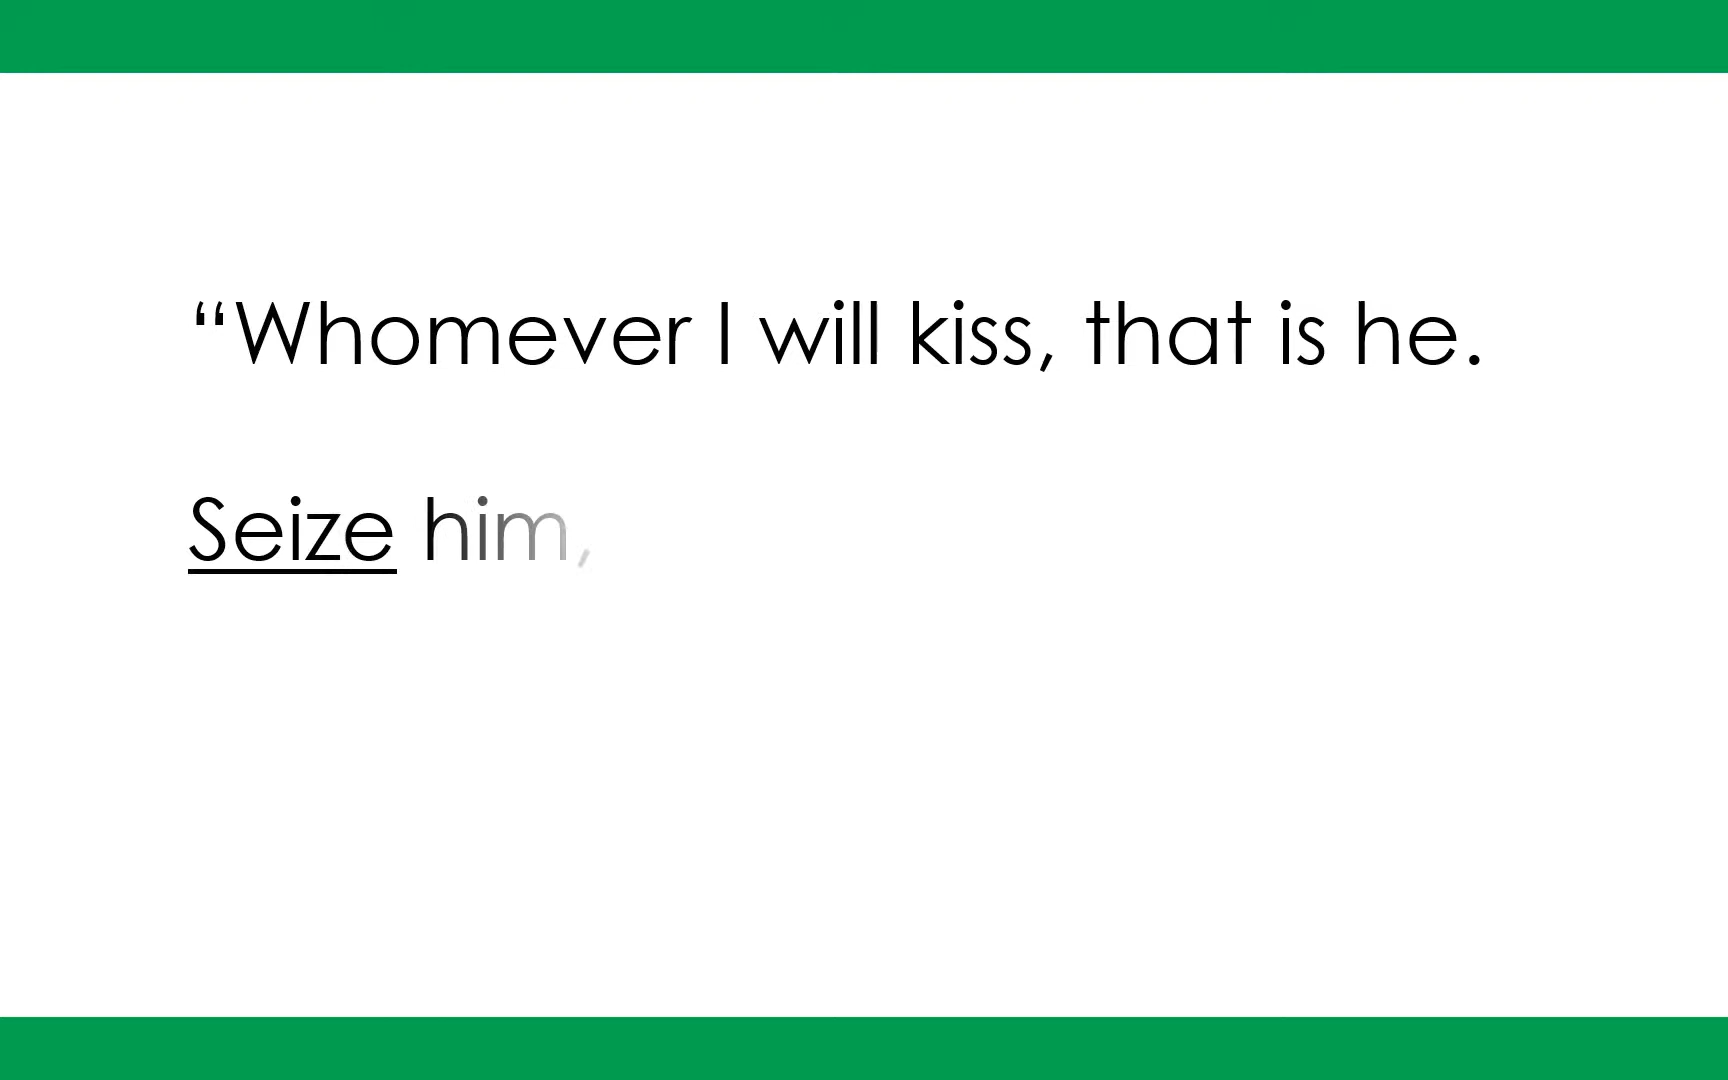 “Whomever I will kiss, that is he.
Seize him,